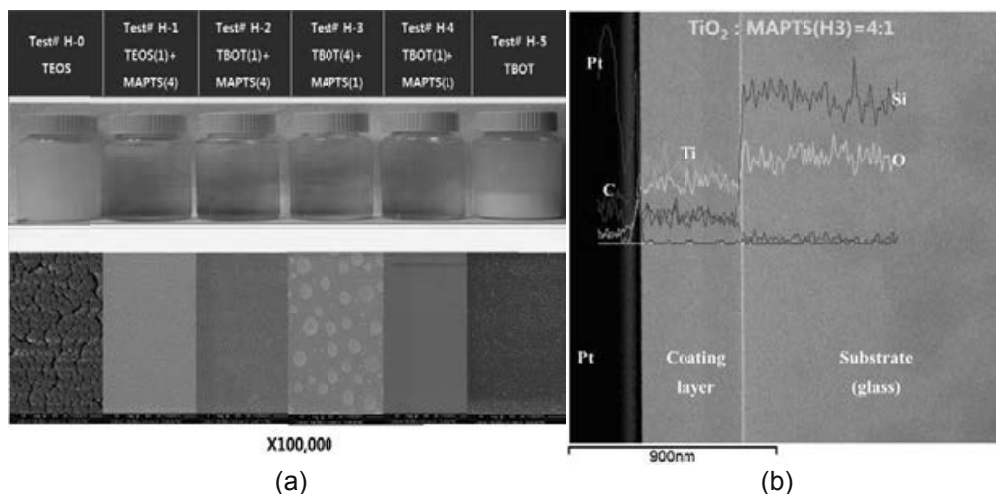 Test# H-0
TEOS
Test# H-1
TEOS(1)+
MAPTS(4)
Test# H-2
TBOT(1)+
MAPTS(4)
Test# H-3
TBOT(4)+
MAPTS(1)
Test# H-4
TBOT(1)+
MAPTS(1)
Test# H-5
TBOT
X100,000
(a)
TiO₂ : MAPTS(H3)=4:1
Pt
Si
Ti
O
C
Pt
Coating
layer
Substrate
(glass)
900nm
(b)